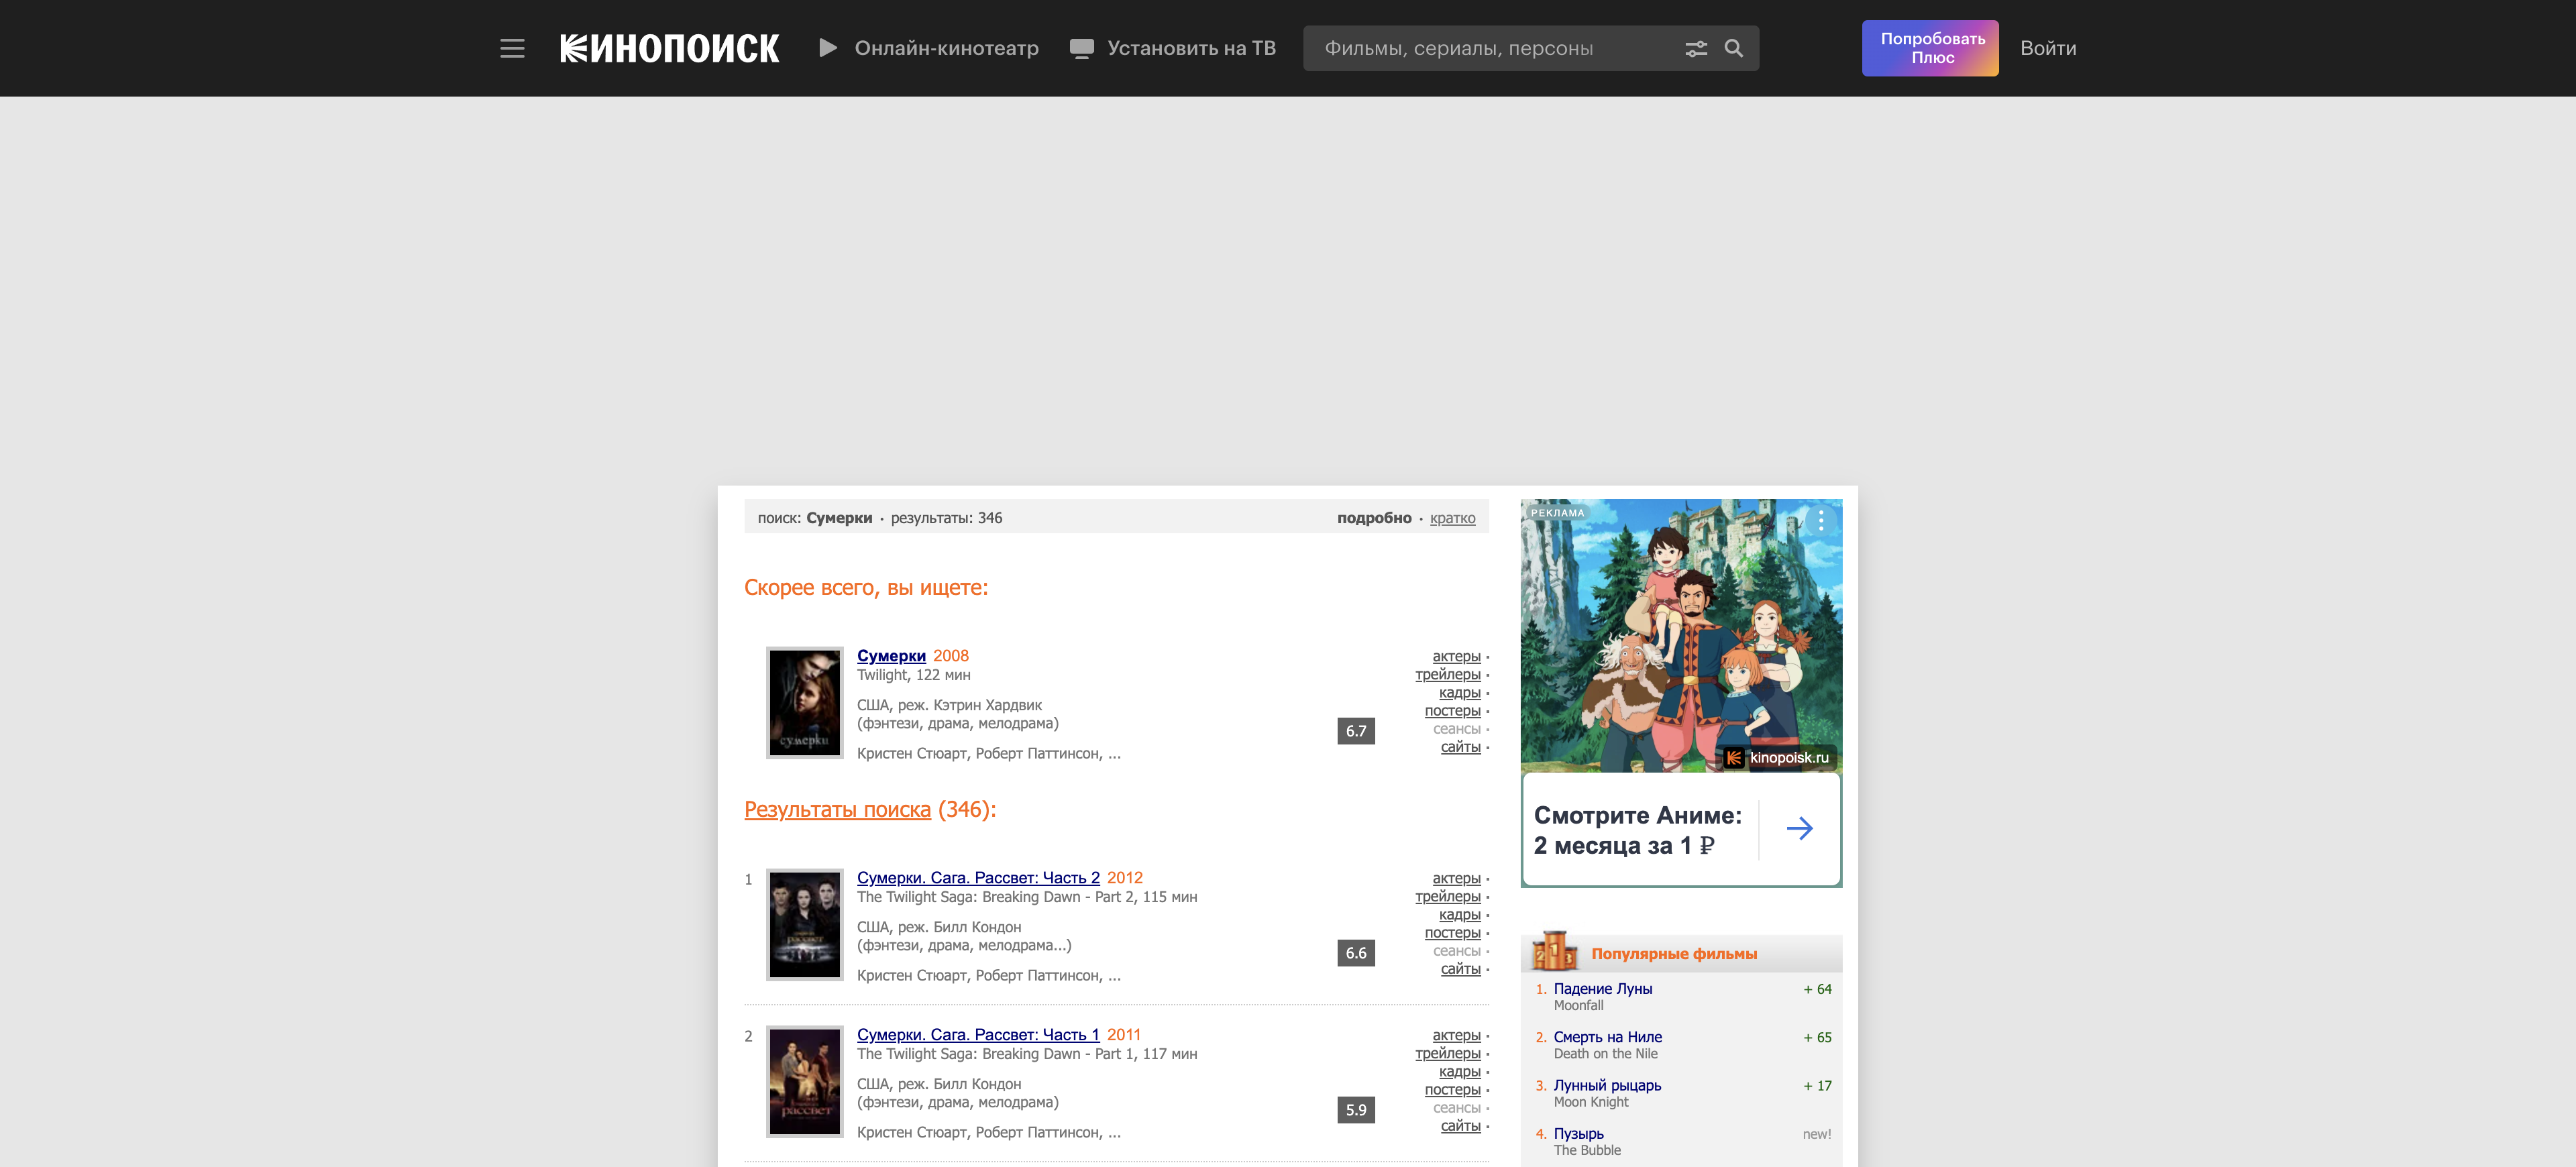 КИНОПОИСК
Онлайн-кинотеатр
Установить на ТВ
Фильмы, сериалы, персоны
Попробовать
Плюс
Войти
поиск: Сумерки • результаты: 346
подробно • кратко
Скорее всего, вы ищете:
сумерки
Сумерки 2008
Twilight, 122 мин
США, реж. Кэтрин Хардвик
(фэнтези, драма, мелодрама)
Кристен Стюарт, Роберт Паттинсон, ...
6.7
актеры •
трейлеры •
кадры •
постеры •
сеансы •
сайты •
Результаты поиска (346):
1
рассвет
Сумерки. Сага. Рассвет: Часть 2 2012
The Twilight Saga: Breaking Dawn - Part 2, 115 мин
США, реж. Билл Кондон
(фэнтези, драма, мелодрама...)
Кристен Стюарт, Роберт Паттинсон, ...
6.6
актеры •
трейлеры •
кадры •
постеры •
сеансы •
сайты •
2
рассвет
Сумерки. Сага. Рассвет: Часть 1 2011
The Twilight Saga: Breaking Dawn - Part 1, 117 мин
США, реж. Билл Кондон
(фэнтези, драма, мелодрама)
Кристен Стюарт, Роберт Паттинсон, ...
5.9
актеры •
трейлеры •
кадры •
постеры •
сеансы •
сайты •
РЕКЛАМА
kinopoisk.ru
Смотрите Аниме:
2 месяца за 1 ₽
2 1 3
Популярные фильмы
1. Падение Луны + 64
Moonfall
2. Смерть на Ниле + 65
Death on the Nile
3. Лунный рыцарь + 17
Moon Knight
4. Пузырь new!
The Bubble